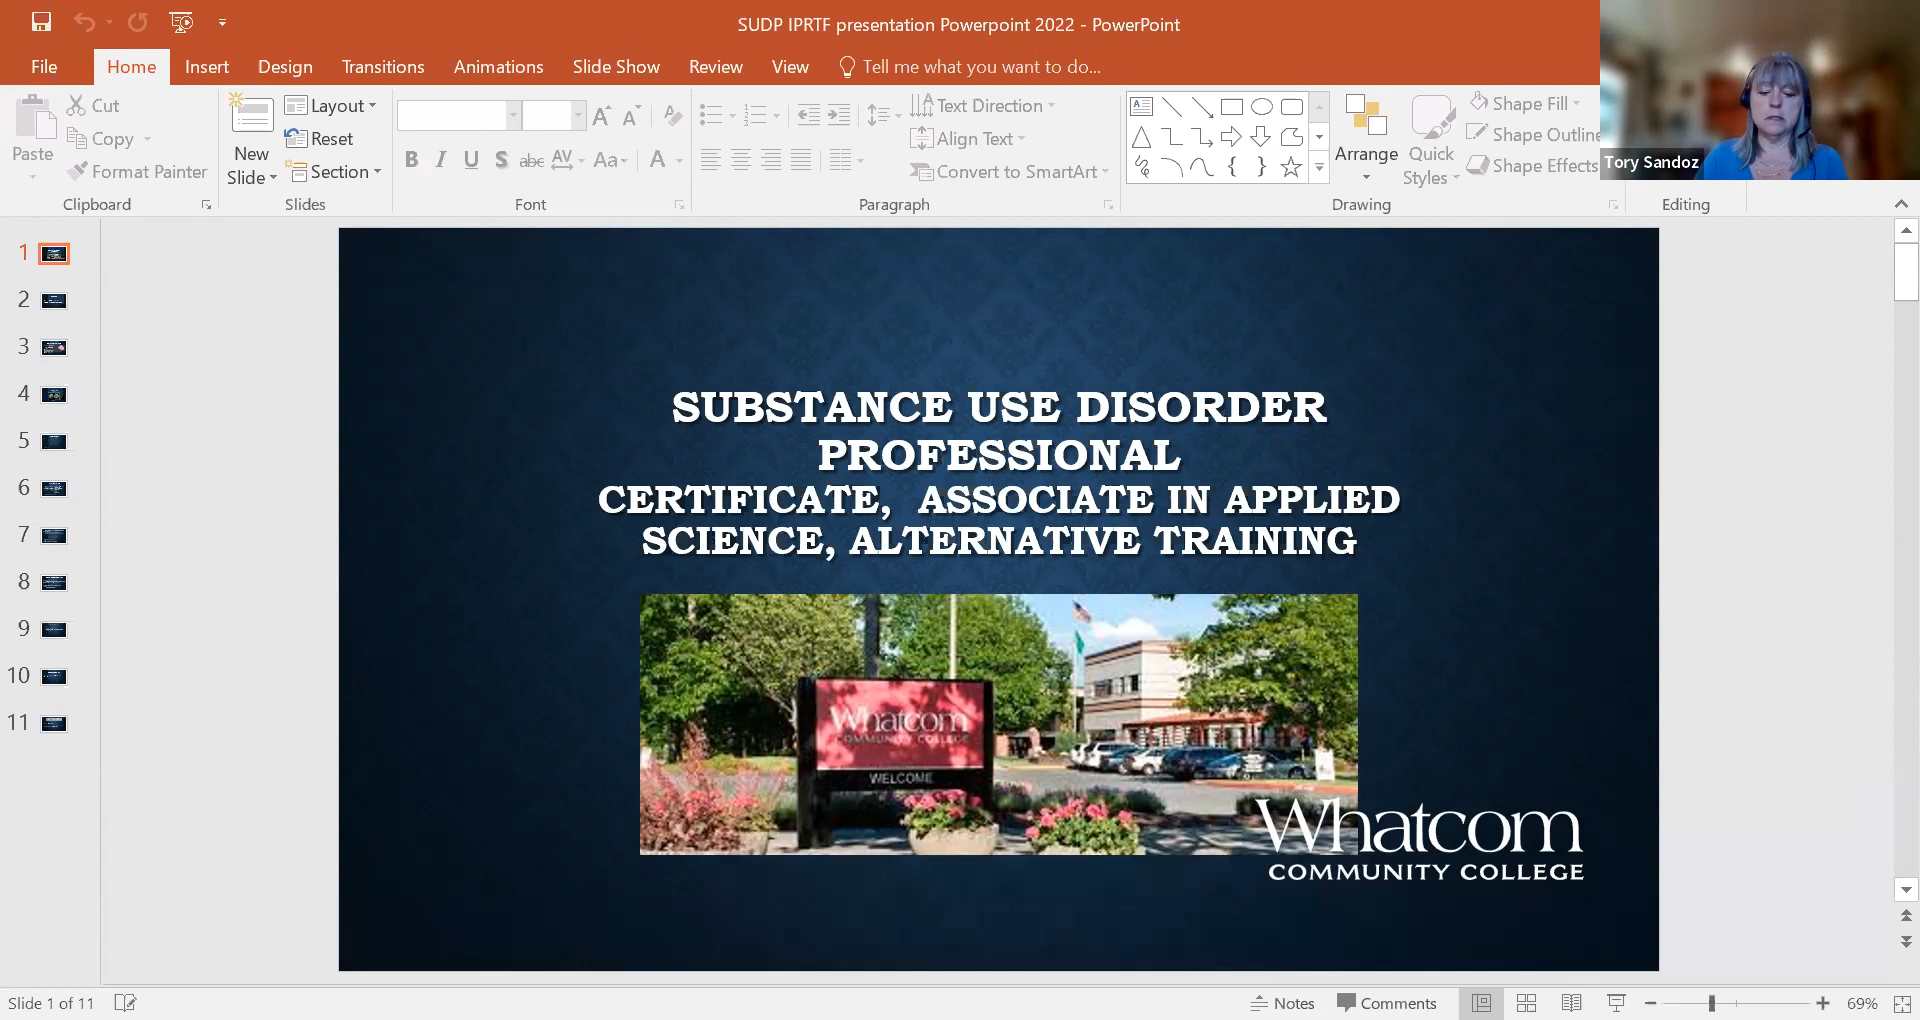 SUDP IPRTF presentation Powerpoint 2022 - PowerPoint
File Home Insert Design Transitions Animations Slide Show Review View Tell me what you want to do...
Paste
Cut
Copy
Format Painter
Clipboard
New
Slide
Layout
Reset
Section
Slides
B I U S abc AV Aa A
Font
Text Direction
Align Text
Convert to SmartArt
Paragraph
Arrange
Quick
Styles
Shape Fill
Shape Outline
Shape Effects
Drawing
Editing
Tory Sandoz
1
2
3
4
5
6
7
8
9
10
11
SUBSTANCE USE DISORDER
PROFESSIONAL
CERTIFICATE, ASSOCIATE IN APPLIED
SCIENCE, ALTERNATIVE TRAINING
Whatcom
COMMUNITY COLLEGE
WELCOME
Whatcom
COMMUNITY COLLEGE
Slide 1 of 11
Notes
Comments
69%